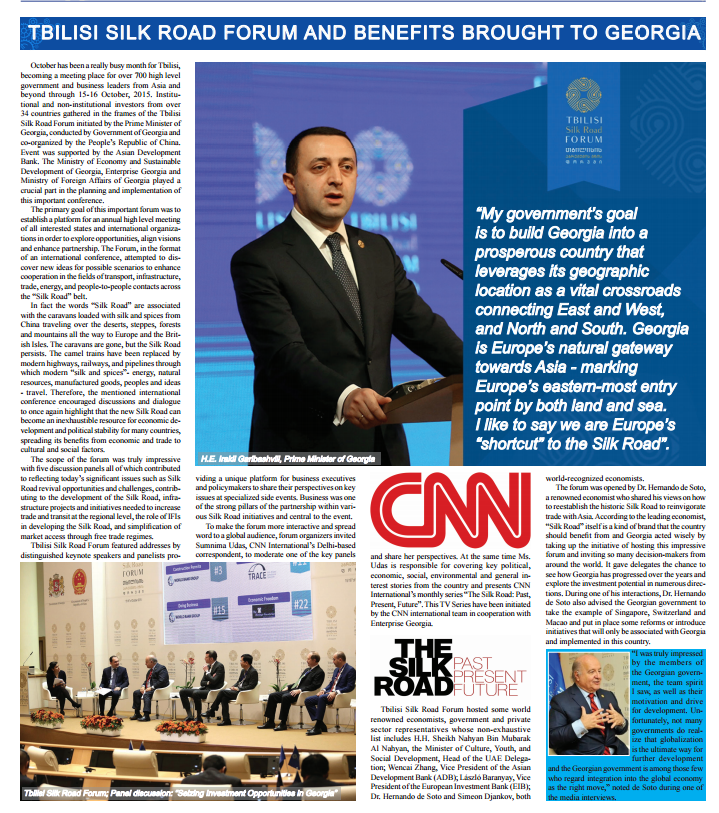 TBILISI SILK ROAD FORUM AND BENEFITS BROUGHT TO GEORGIA
October has been a really busy month for Tbilisi,
becoming a meeting place for over 700 high level
government and business leaders from Asia and
beyond through 15-16 October, 2015. Institu-
tional and non-institutional investors from over
34 countries gathered in the frames of the Tbilisi
Silk Road Forum initiated by the Prime Minister of
Georgia, conducted by Government of Georgia and
co-organized by the People's Republic of China.
Event was supported by the Asian Development
Bank. The Ministry of Economy and Sustainable
Development of Georgia, Enterprise Georgia and
Ministry of Foreign Affairs of Georgia played a
crucial part in the planning and implementation of
this important conference.
The primary goal of this important forum was to
establish a platform for an annual high level meeting
of all interested states and international organiza-
tions in order to explore opportunities, align visions
and enhance partnership. The Forum, in the format
of an international conference, attempted to dis-
cover new ideas for possible scenarios to enhance
cooperation in the fields of transport, infrastructure,
trade, energy, and people-to-people contacts across
the "Silk Road" belt.
In fact the words "Silk Road" are associated
with the caravans loaded with silk and spices from
China traveling over the deserts, steppes, forests
and mountains all the way to Europe and the Brit-
ish Isles. The caravans are gone, but the Silk Road
persists. The camel trains have been replaced by
modern highways, railways, and pipelines through
which modern "silk and spices"- energy, natural
resources, manufactured goods, peoples and ideas
- travel. Therefore, the mentioned international
conference encouraged discussions and dialogue
to once again highlight that the new Silk Road can
become an inexhaustible resource for economic de-
velopment and political stability for many countries,
spreading its benefits from economic and trade to
cultural and social factors.
The scope of the forum was truly impressive
with five discussion panels all of which contributed
to reflecting today's significant issues such as Silk
Road revival opportunities and challenges, contrib-
uting to the development of the Silk Road, infra-
structure projects and initiatives needed to increase
trade and transit at the regional level, the role of IFIs
in developing the Silk Road, and simplification of
market access through free trade regimes.
Tbilisi Silk Road Forum featured addresses by
distinguished keynote speakers and panelists pro-
LISI
TBILISI
H.E. Irakli Garibashvili, Prime Minister of Georgia
TBILISI
Silk Road
FORUM
"My government's goal
is to build Georgia into a
prosperous country that
leverages its geographic
location as a vital crossroads
connecting East and West,
and North and South. Georgia
is Europe's natural gateway
towards Asia - marking
Europe's eastern-most entry
point by both land and sea.
I like to say we are Europe's
"shortcut" to the Silk Road".
viding a unique platform for business executives
and policymakers to share their perspectives on key
issues at specialized side events. Business was one
of the strong pillars of the partnership within vari-
ous Silk Road initiatives and central to the event.
To make the forum more interactive and spread
word to a global audience, forum organizers invited
Sumnima Udas, CNN International's Delhi-based
correspondent, to moderate one of the key panels
#3
TRACE
#15
#22
Tbilisi Silk Road Forum; Panel discussion: "Seizing Investment Opportunities in Georgia"
CNN
and share her perspectives. At the same time Ms.
Udas is responsible for covering key political,
economic, social, environmental and general in-
terest stories from the country and presents CNN
International's monthly series "The Silk Road: Past,
Present, Future". This TV Series have been initiated
by the CNN international team in cooperation with
Enterprise Georgia.
THE
SILK
ROAD
PAST
PRESENT
FUTURE
Tbilisi Silk Road Forum hosted some world
renowned economists, government and private
sector representatives whose non-exhaustive
list includes H.H. Sheikh Nahyan Bin Mubarak
Al Nahyan, the Minister of Culture, Youth, and
Social Development, Head of the UAE Delega-
tion; Wencai Zhang, Vice President of the Asian
Development Bank (ADB); László Baranyay, Vice
President of the European Investment Bank (EIB);
Dr. Hernando de Soto and Simeon Djankov, both
world-recognized economists.
The forum was opened by Dr. Hernando de Soto,
a renowned economist who shared his views on how
to reestablish the historic Silk Road to reinvigorate
trade with Asia. According to the leading economist,
"Silk Road" itself is a kind of brand that the country
should benefit from and Georgia acted wisely by
taking up the initiative of hosting this impressive
forum and inviting so many decision-makers from
around the world. It gave delegates the chance to
see how Georgia has progressed over the years and
explore the investment potential in numerous direc-
tions. During one of his interactions, Dr. Hernando
de Soto also advised the Georgian government to
take the example of Singapore, Switzerland and
Macao and put in place some reforms or introduce
initiatives that will only be associated with Georgia
and implemented in this country.
"I was truly impressed
by the members of
the Georgian govern-
ment, the team spirit
I saw, as well as their
motivation and drive
for development. Un-
fortunately, not many
governments do real-
ize that globalization
is the ultimate way for
further development
and the Georgian government is among those few
who regard integration into the global economy
as the right move," noted de Soto during one of
the media interviews.